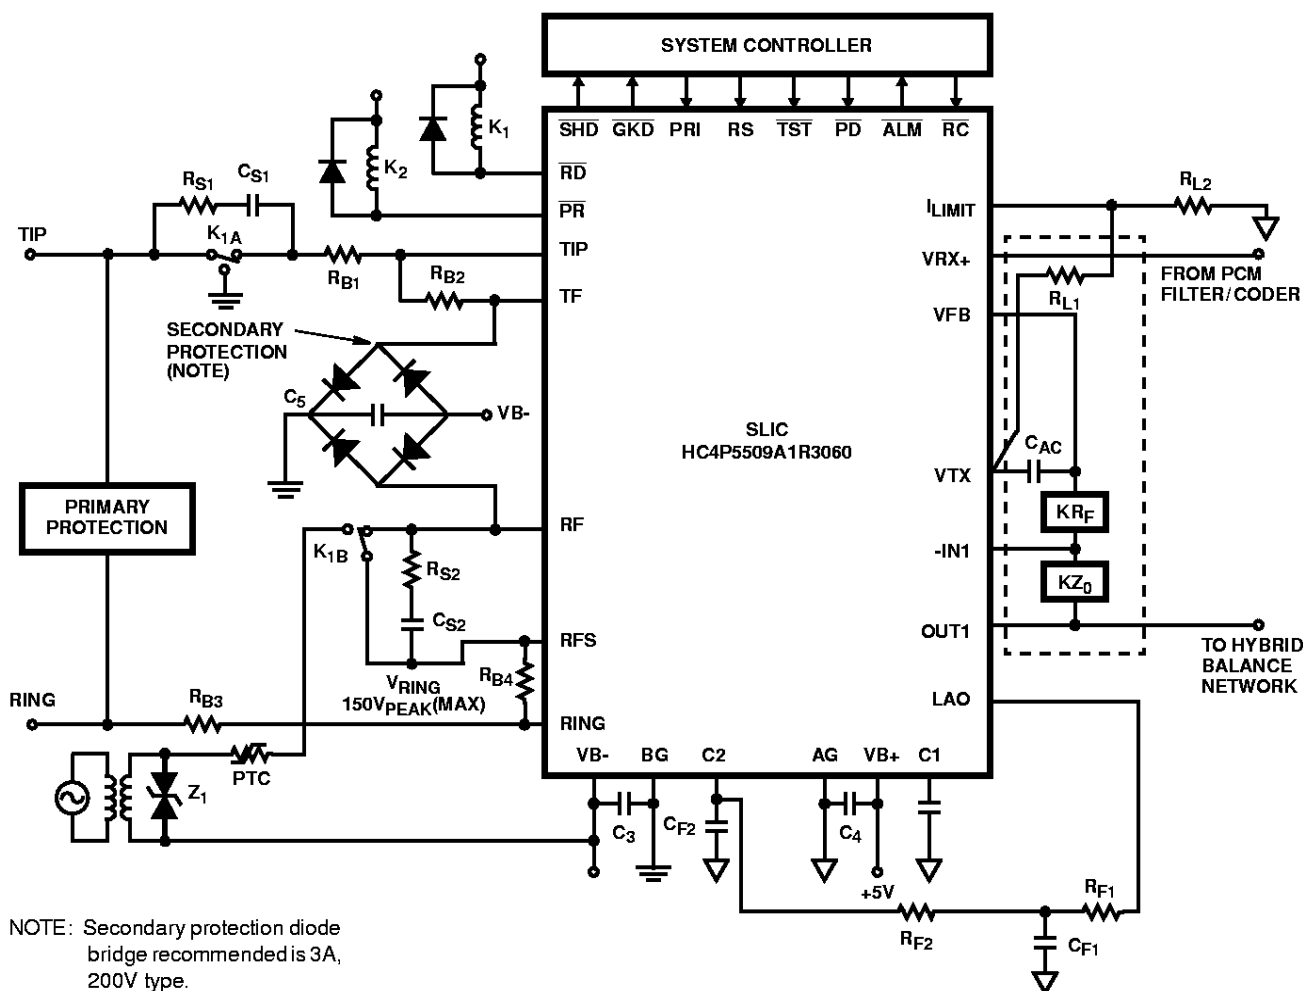 SYSTEM CONTROLLER
SHD GKD PRI RS TST PD ALM RC
K1
K2
RD
PR
RS1
CS1
K1A
TIP
TIP
RB1
RB2
TF
SECONDARY
PROTECTION
(NOTE)
C5
VB-
PRIMARY
PROTECTION
RF
K1B
RS2
CS2
RFS
VRING
150VPEAK(MAX)
RB4
RING
RB3
RING
PTC
Z1
SLIC
HC4P5509A1R3060
ILIMIT
RL2
VRX+
FROM PCM
FILTER/CODER
RL1
VFB
VTX
CAC
KRF
-IN1
KZ0
OUT1
TO HYBRID
BALANCE
NETWORK
LAO
VB- BG C2 AG VB+ C1
C3
CF2
C4
+5V
RF2
RF1
CF1
NOTE: Secondary protection diode
bridge recommended is 3A,
200V type.